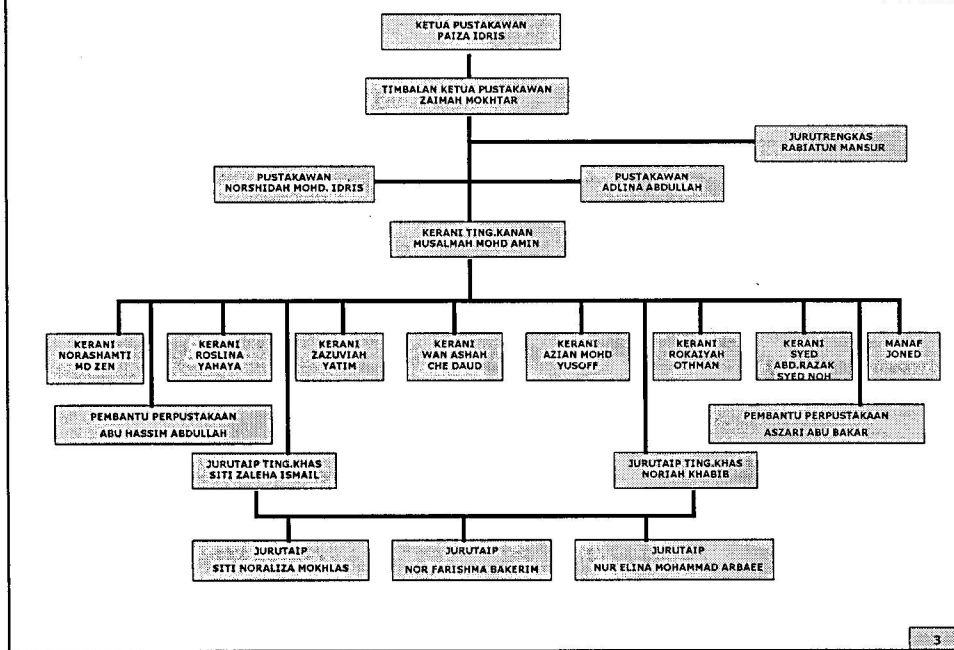 KETUA PUSTAKAWAN
PAIZA IDRIS
TIMBALAN KETUA PUSTAKAWAN
ZAIMAH MOKHTAR
JURUTRENGKAS
RABIATUN MANSUR
PUSTAKAWAN
NORSHIDAH MOHD. IDRIS
PUSTAKAWAN
ADLINA ABDULLAH
KERANI TING.KANAN
MUSALMAH MOHD AMIN
KERANI
NORASHAMTI
MD ZEN
KERANI
ROSLINA
YAHAYA
KERANI
ZAZUVIAH
YATIM
KERANI
WAN ASHAH
CHE DAUD
KERANI
AZIAN MOHD
YUSOFF
KERANI
ROKAIYAH
OTHMAN
KERANI
SYED
ABD.RAZAK
SYED NOH
MANAF
JONED
PEMBANTU PERPUSTAKAAN
ABU HASSIM ABDULLAH
PEMBANTU PERPUSTAKAAN
ASZARI ABU BAKAR
JURUTAIP TING.KHAS
SITI ZALEHA ISMAIL
JURUTAIP TING.KHAS
NORIAH KHABIB
JURUTAIP
SITI NORALIZA MOKHLAS
JURUTAIP
NOR FARISHMA BAKERIM
JURUTAIP
NUR ELINA MOHAMMAD ARBAEE
3